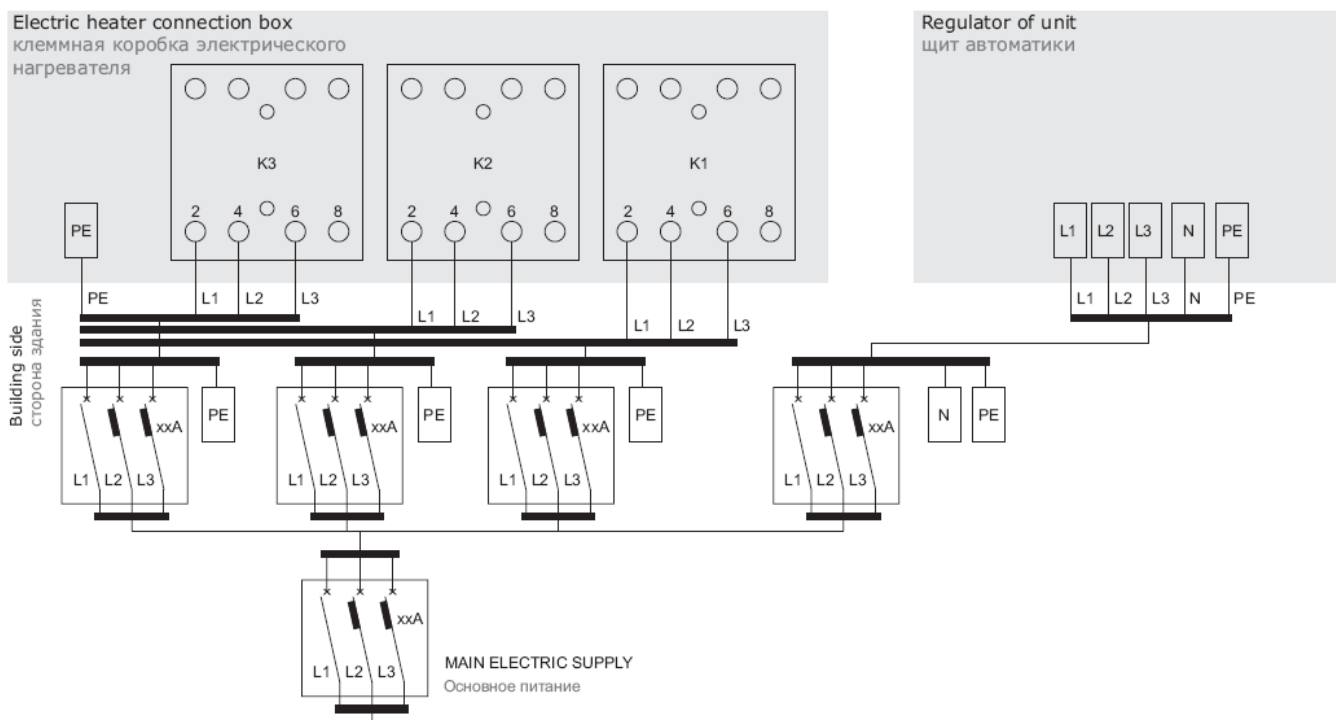 Electric heater connection box
клеммная коробка электрического
нагревателя
Regulator of unit
щит автоматики
K3
K2
K1
2 4 6 8
2 4 6 8
2 4 6 8
PE
L1 L2 L3 N PE
PE L1 L2 L3
L1 L2 L3
L1 L2 L3
L1 L2 L3 N PE
Building side
сторона здания
xxA PE
xxA PE
xxA PE
xxA N PE
L1 L2 L3
L1 L2 L3
L1 L2 L3
L1 L2 L3
xxA
L1 L2 L3
MAIN ELECTRIC SUPPLY
Основное питание